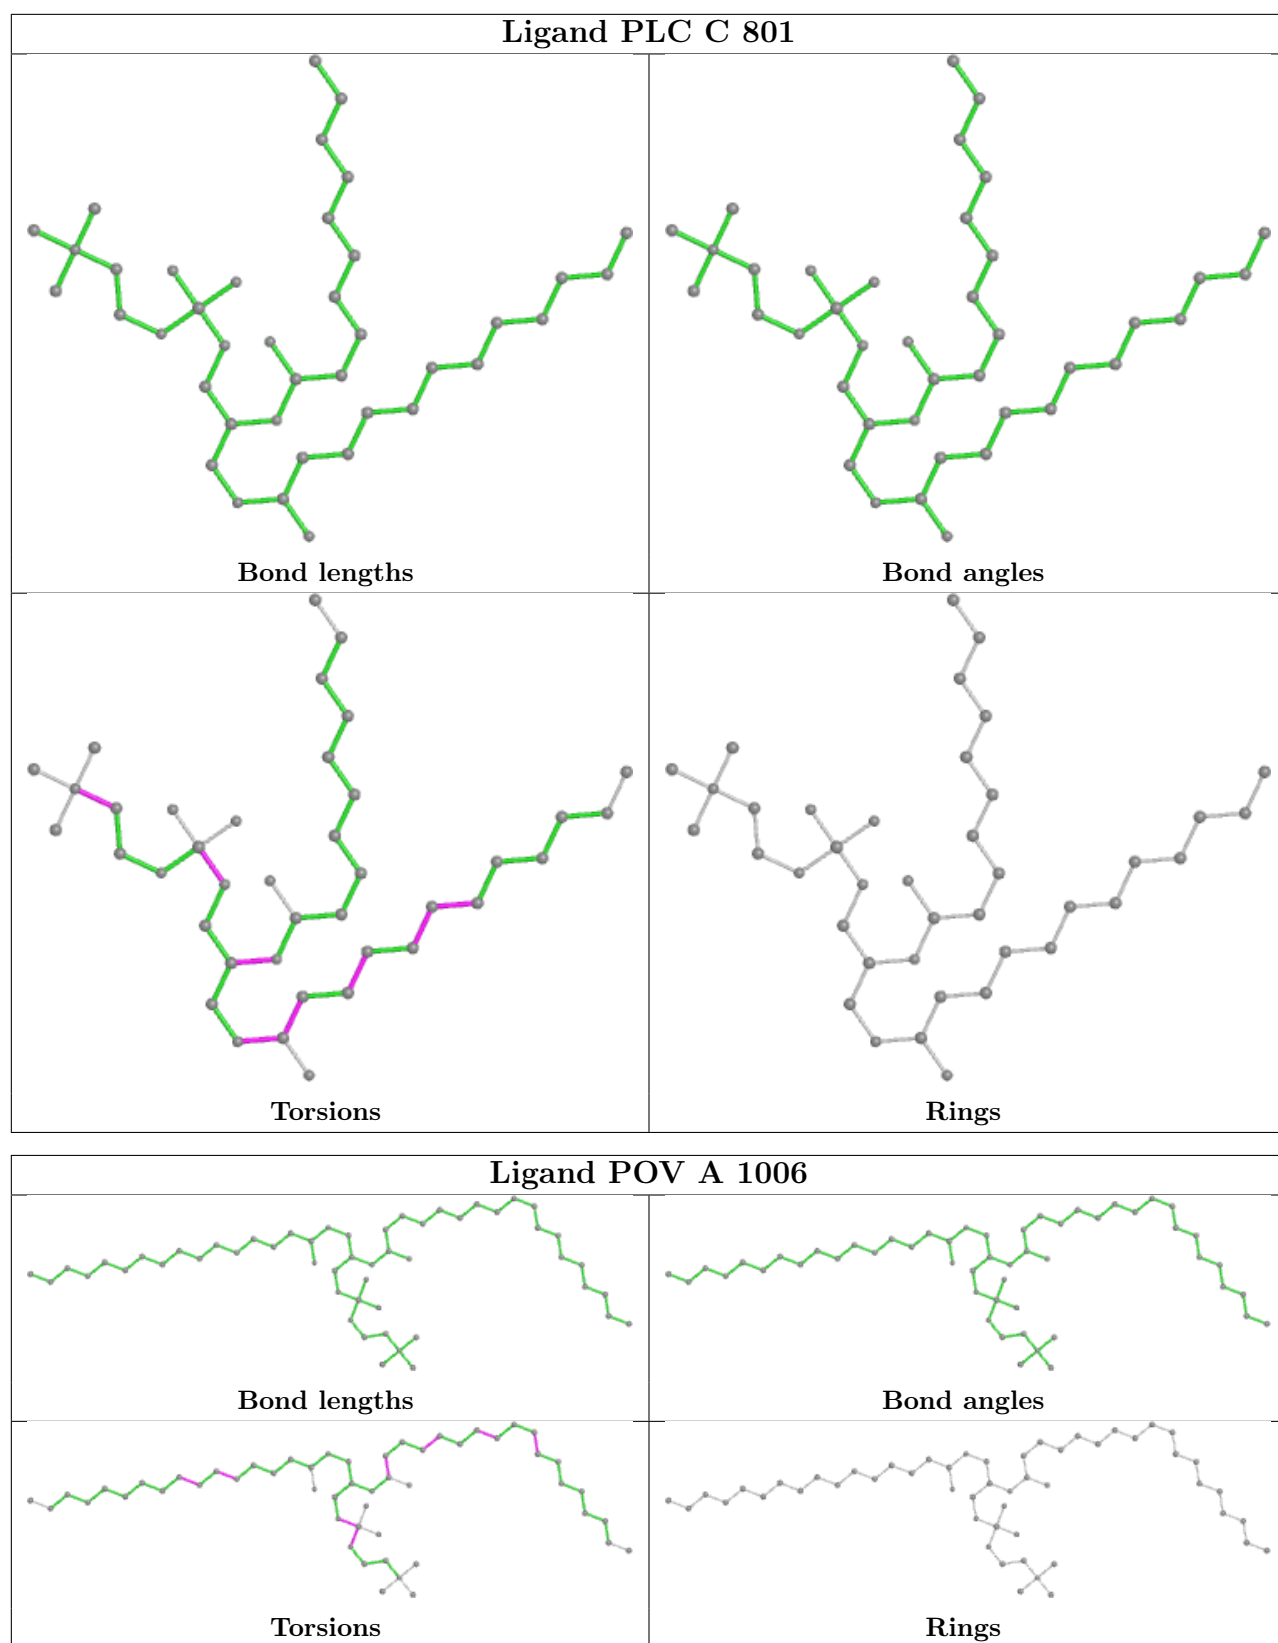 Ligand PLC C 801
Bond lengths
Bond angles
Torsions
Rings
Ligand POV A 1006
Bond lengths
Bond angles
Torsions
Rings